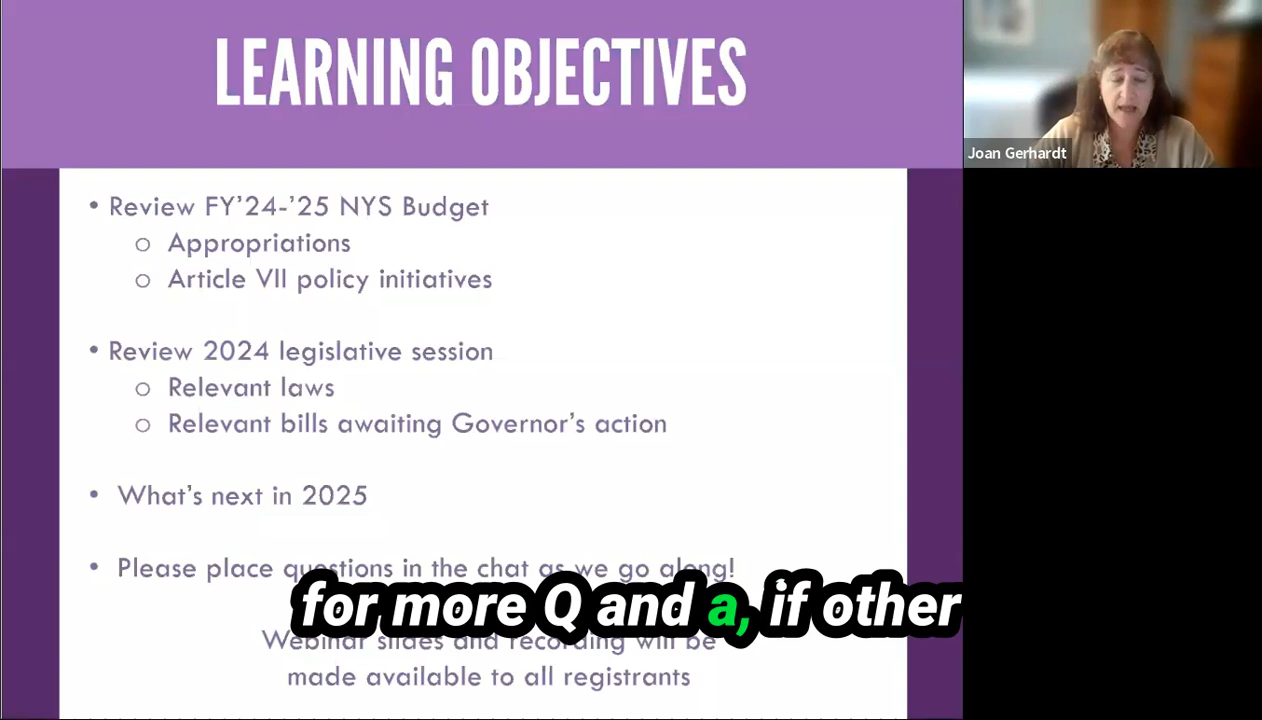 LEARNING OBJECTIVES
Joan Gerhardt
• Review FY’24-’25 NYS Budget
o Appropriations
o Article VII policy initiatives
• Review 2024 legislative session
o Relevant laws
o Relevant bills awaiting Governor’s action
• What’s next in 2025
• Please place questions in the chat as we go along!
for more Q and a, if other
Webinar slides and recording will be
made available to all registrants